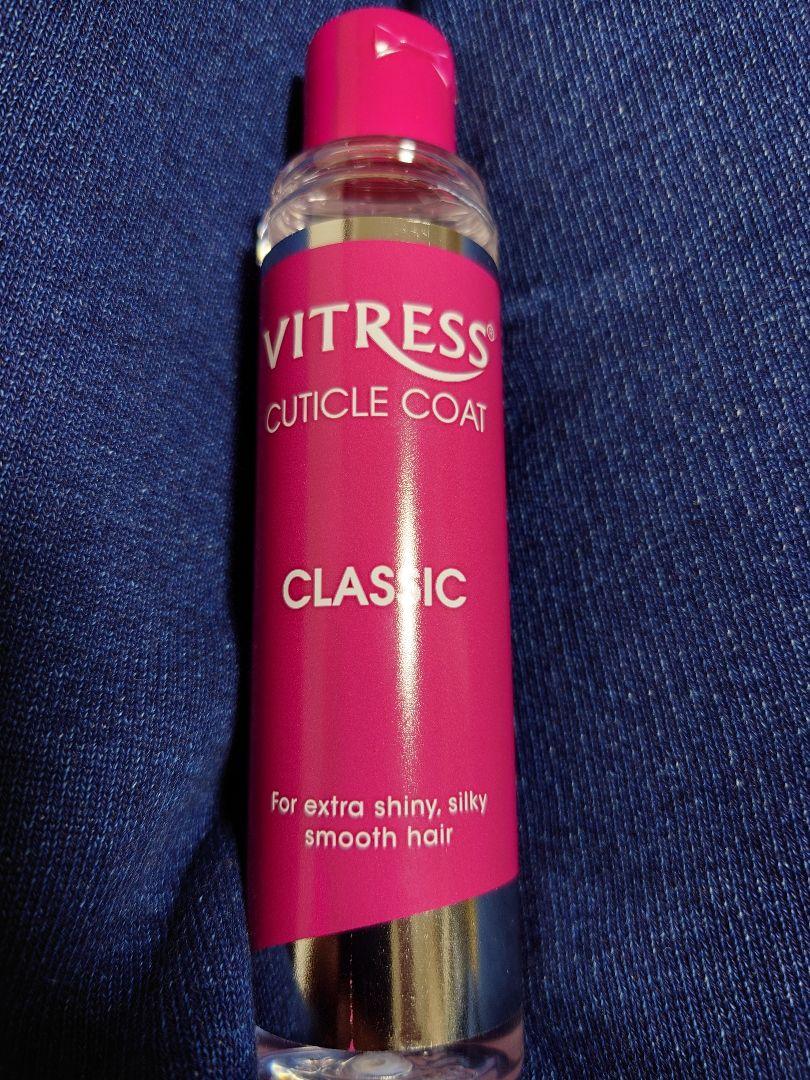 VITRESS®
CUTICLE COAT
CLASSIC
For extra shiny, silky
smooth hair